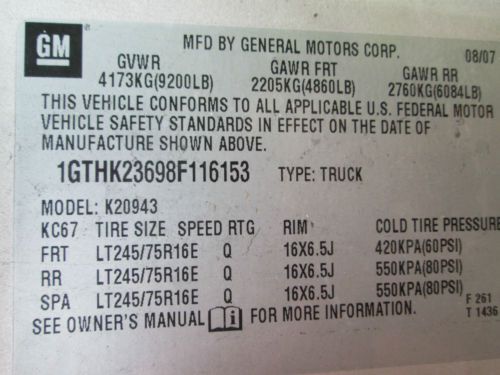 GM
MFD BY GENERAL MOTORS CORP. 08/07
GVWR GAWR FRT GAWR RR
4173KG(9200LB) 2205KG(4860LB) 2760KG(6084LB)
THIS VEHICLE CONFORMS TO ALL APPLICABLE U.S. FEDERAL MOTOR
VEHICLE SAFETY STANDARDS IN EFFECT ON THE DATE OF
MANUFACTURE SHOWN ABOVE.
1GTHK23698F116153 TYPE: TRUCK
MODEL: K20943
KC67 TIRE SIZE SPEED RTG RIM COLD TIRE PRESSURE
FRT LT245/75R16E Q 16X6.5J 420KPA(60PSI)
RR LT245/75R16E Q 16X6.5J 550KPA(80PSI)
SPA LT245/75R16E Q 16X6.5J 550KPA(80PSI)
SEE OWNER'S MANUAL i FOR MORE INFORMATION.
F 261
T 1436